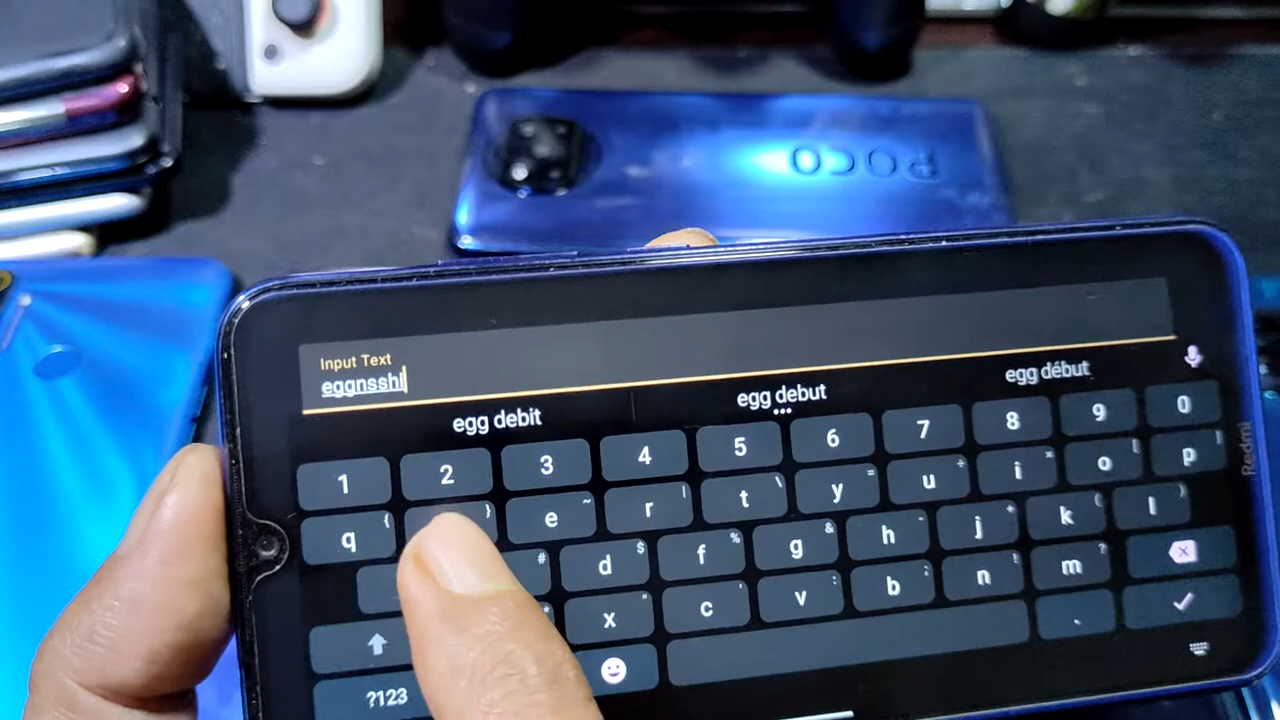 POCO
Input Text
eggnsshi
egg debit
egg debut
egg début
1 2 3 4 5 6 7 8 9 0
q { } e ~ r | t \ y = u + i × o [ p ]
# d $ f % g & h - j + k ( l )
x " c ' v : b ; n ! m ?
?123
.
Redmi